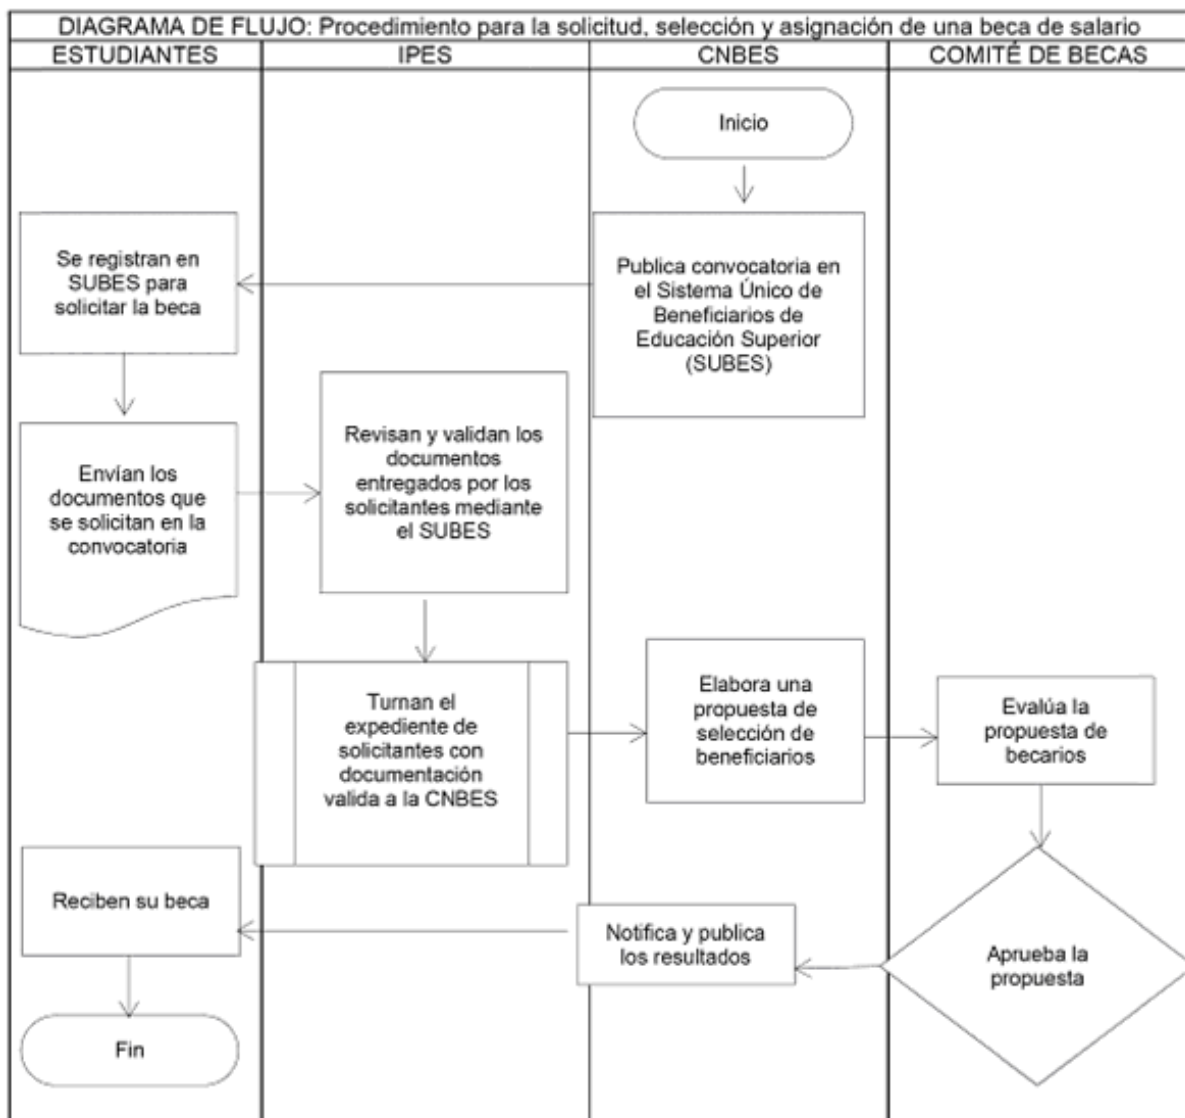 DIAGRAMA DE FLUJO: Procedimiento para la solicitud, selección y asignación de una beca de salario
ESTUDIANTES
IPES
CNBES
COMITÉ DE BECAS
Inicio
Publica convocatoria en
el Sistema Único de
Beneficiarios de
Educación Superior
(SUBES)
Se registran en
SUBES para
solicitar la beca
Envían los
documentos que
se solicitan en la
convocatoria
Revisan y validan los
documentos
entregados por los
solicitantes mediante
el SUBES
Turnan el
expediente de
solicitantes con
documentación
valida a la CNBES
Elabora una
propuesta de
selección de
beneficiarios
Evalúa la
propuesta de
becarios
Aprueba la
propuesta
Notifica y publica
los resultados
Reciben su beca
Fin